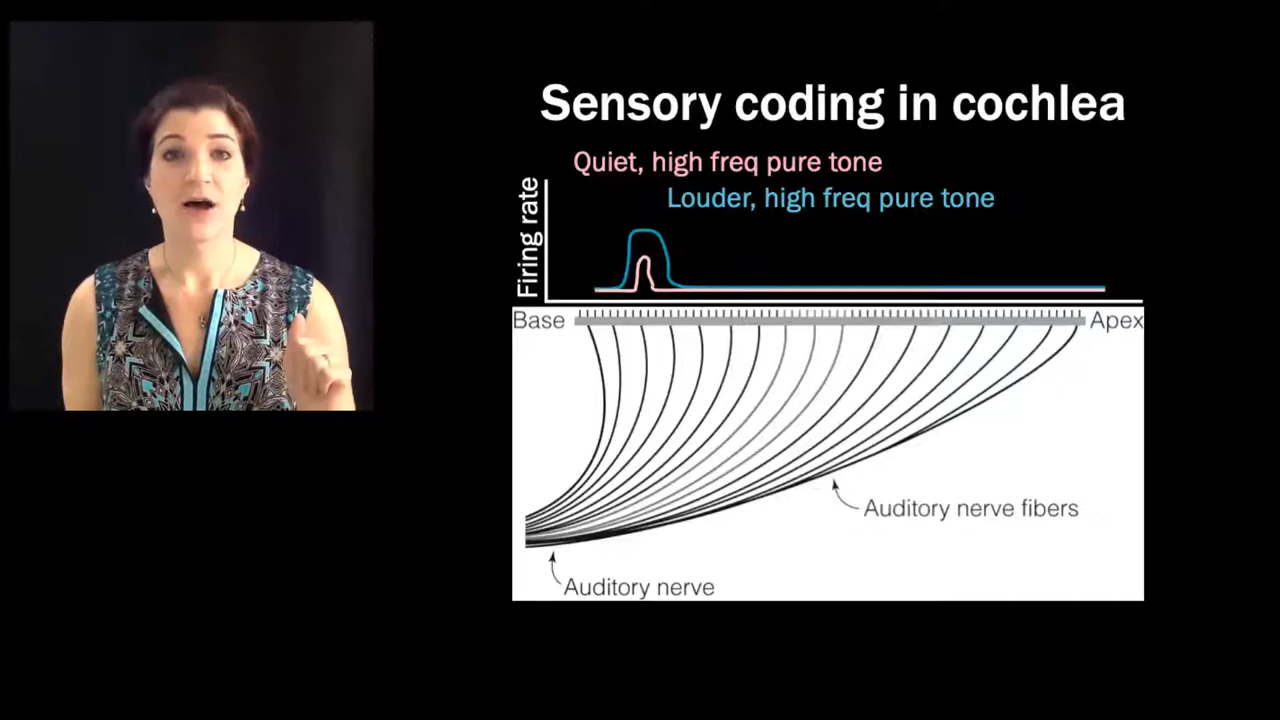 Sensory coding in cochlea
Quiet, high freq pure tone
Louder, high freq pure tone
Firing rate
Base
Apex
Auditory nerve fibers
Auditory nerve